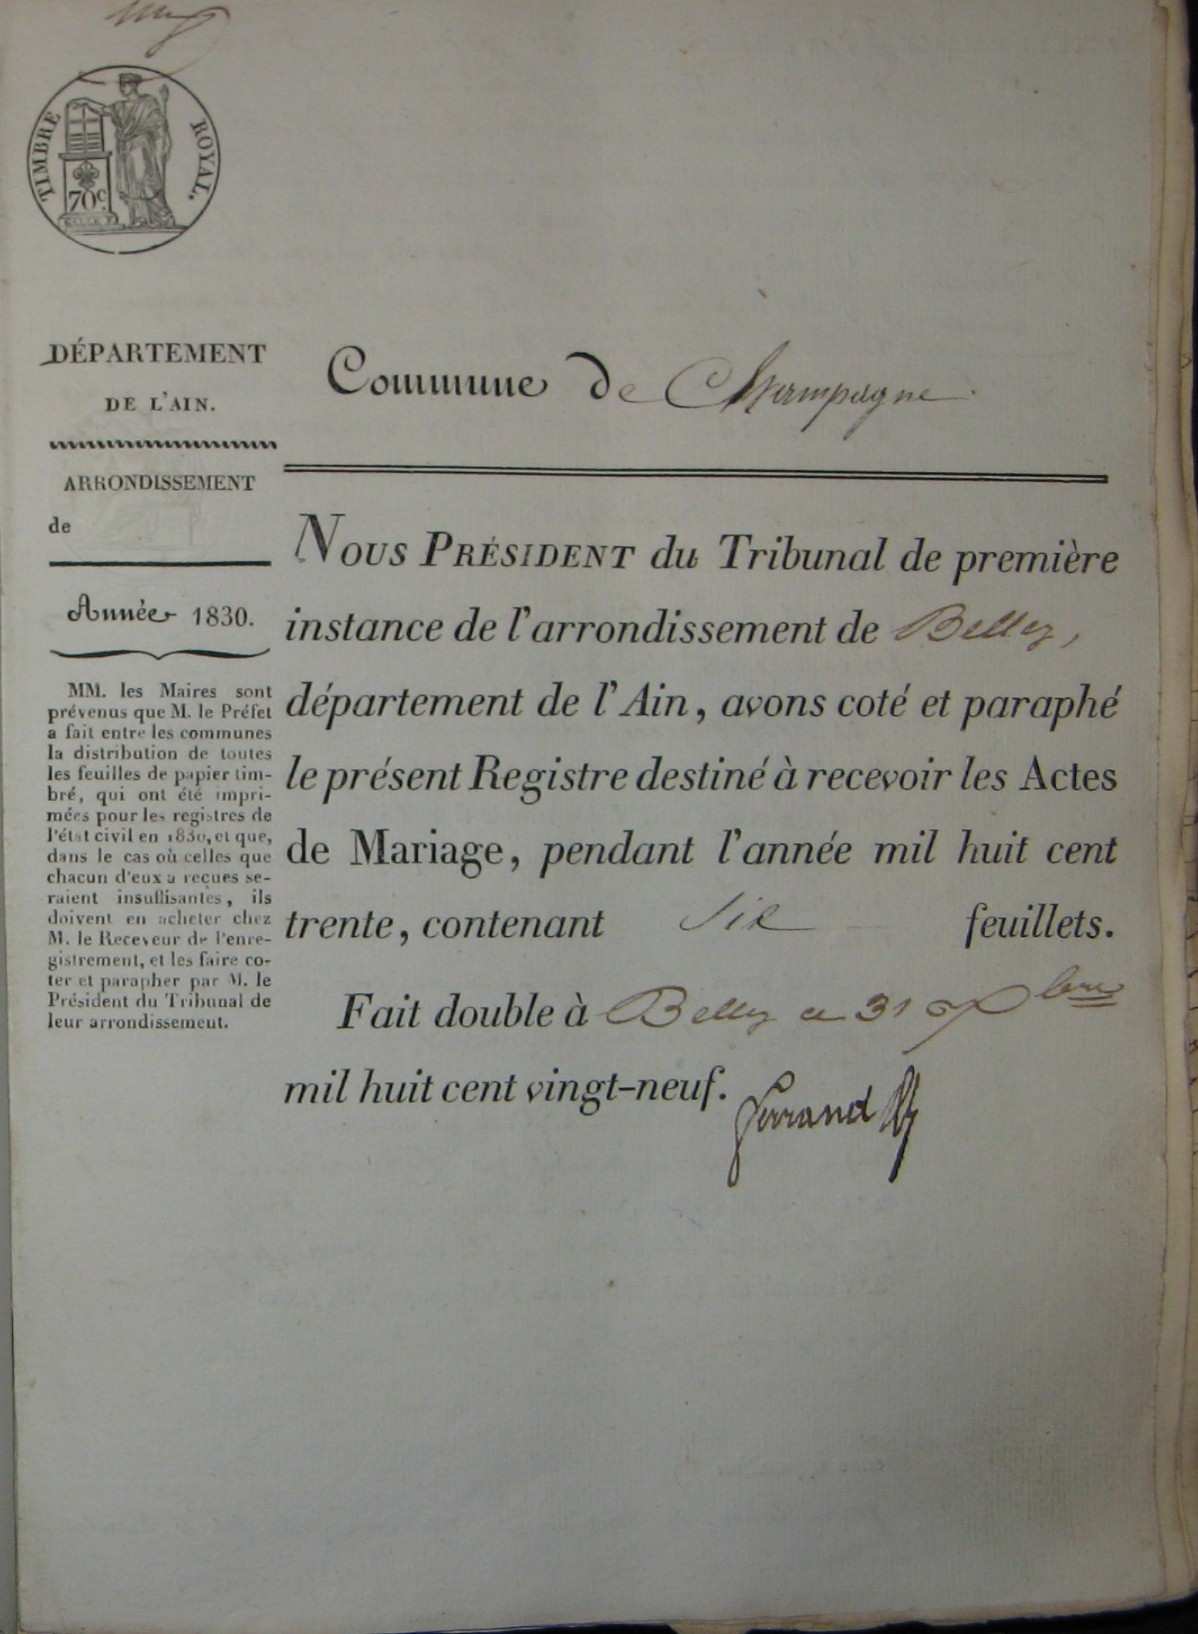 TIMBRE ROYAL.
70c
DÉPARTEMENT
DE L'AIN.
ARRONDISSEMENT
de
Année 1830.
MM. les Maires sont
prévenus que M. le Préfet
a fait entre les communes
la distribution de toutes
les feuilles de papier tim-
bré, qui ont été impri-
mées pour les registres de
l'état civil en 1830, et que,
dans le cas où celles que
chacun d'eux a reçues se-
raient insuffisantes, ils
doivent en acheter chez
M. le Receveur de l'enre-
gistrement, et les faire co-
ter et parapher par M. le
Président du Tribunal de
leur arrondissement.
Commune de Champagne
NOUS PRÉSIDENT du Tribunal de première
instance de l'arrondissement de Belley,
département de l'Ain, avons coté et paraphé
le présent Registre destiné à recevoir les Actes
de Mariage, pendant l'année mil huit cent
trente, contenant Six feuillets.
Fait double à Belley ce 31 Xbre
mil huit cent vingt-neuf.
Ferrand